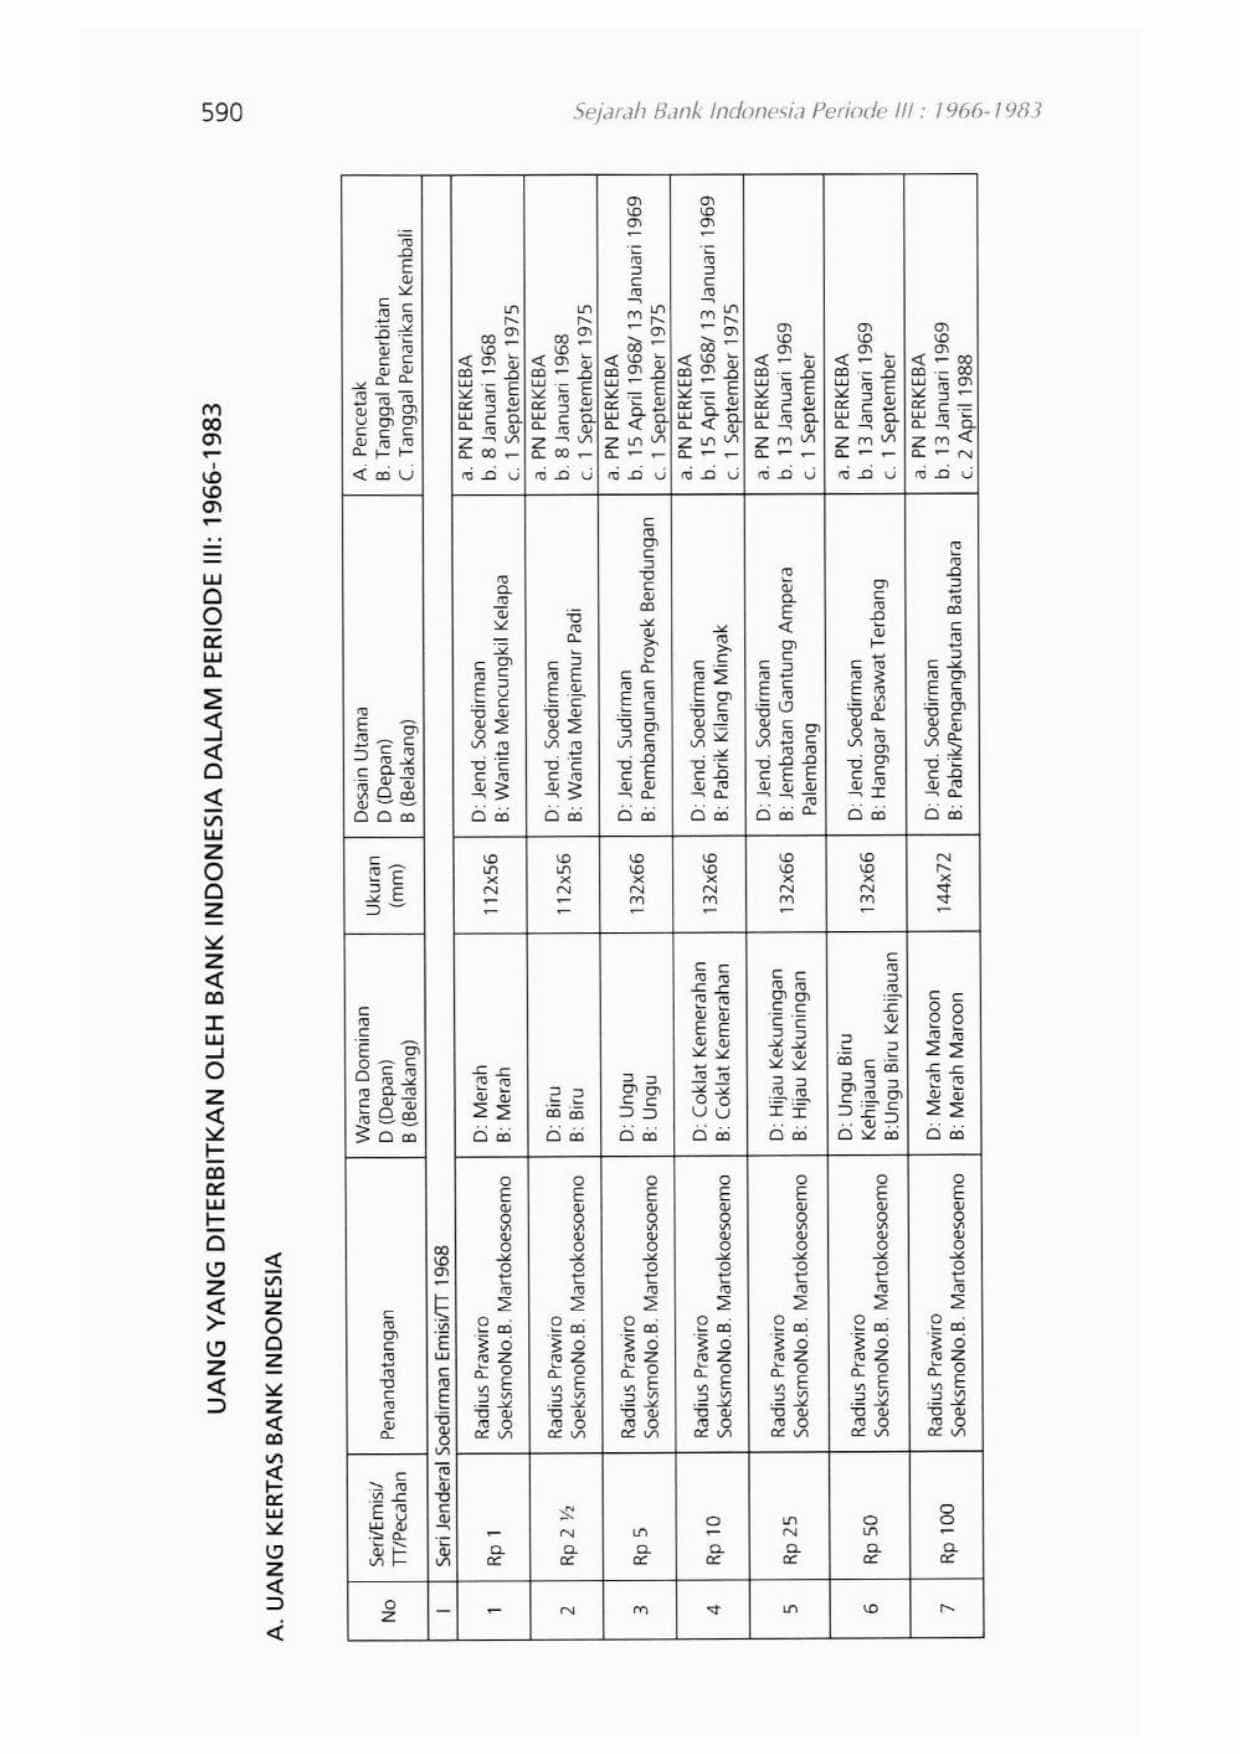 590
Sejarah Bank Indonesia Periode III : 1966-1983
UANG YANG DITERBITKAN OLEH BANK INDONESIA DALAM PERIODE III: 1966-1983
A. UANG KERTAS BANK INDONESIA
No
Seri/Emisi/
TT/Pecahan
Penandatangan
Warna Dominan
D (Depan)
B (Belakang)
Ukuran
(mm)
Desain Utama
D (Depan)
B (Belakang)
A. Pencetak
B. Tanggal Penerbitan
C. Tanggal Penarikan Kembali
I
Seri Jenderal Soedirman Emisi/TT 1968
1
Rp 1
Radius Prawiro
SoeksmoNo.B. Martokoesoemo
D: Merah
B: Merah
112x56
D: Jend. Soedirman
B: Wanita Mencungkil Kelapa
a. PN PERKEBA
b. 8 Januari 1968
c. 1 September 1975
2
Rp 2 ½
Radius Prawiro
SoeksmoNo.B. Martokoesoemo
D: Biru
B: Biru
112x56
D: Jend. Soedirman
B: Wanita Menjemur Padi
a. PN PERKEBA
b. 8 Januari 1968
c. 1 September 1975
3
Rp 5
Radius Prawiro
SoeksmoNo.B. Martokoesoemo
D: Ungu
B: Ungu
132x66
D: Jend. Sudirman
B: Pembangunan Proyek Bendungan
a. PN PERKEBA
b. 15 April 1968/ 13 Januari 1969
c. 1 September 1975
4
Rp 10
Radius Prawiro
SoeksmoNo.B. Martokoesoemo
D: Coklat Kemerahan
B: Coklat Kemerahan
132x66
D: Jend. Soedirman
B: Pabrik Kilang Minyak
a. PN PERKEBA
b. 15 April 1968/ 13 Januari 1969
c. 1 September 1975
5
Rp 25
Radius Prawiro
SoeksmoNo.B. Martokoesoemo
D: Hijau Kekuningan
B: Hijau Kekuningan
132x66
D: Jend. Soedirman
B: Jembatan Gantung Ampera
Palembang
a. PN PERKEBA
b. 13 Januari 1969
c. 1 September
6
Rp 50
Radius Prawiro
SoeksmoNo.B. Martokoesoemo
D: Ungu Biru
Kehijauan
B:Ungu Biru Kehijauan
132x66
D: Jend. Soedirman
B: Hanggar Pesawat Terbang
a. PN PERKEBA
b. 13 Januari 1969
c. 1 September
7
Rp 100
Radius Prawiro
SoeksmoNo.B. Martokoesoemo
D: Merah Maroon
B: Merah Maroon
144x72
D: Jend. Soedirman
B: Pabrik/Pengangkutan Batubara
a. PN PERKEBA
b. 13 Januari 1969
c. 2 April 1988